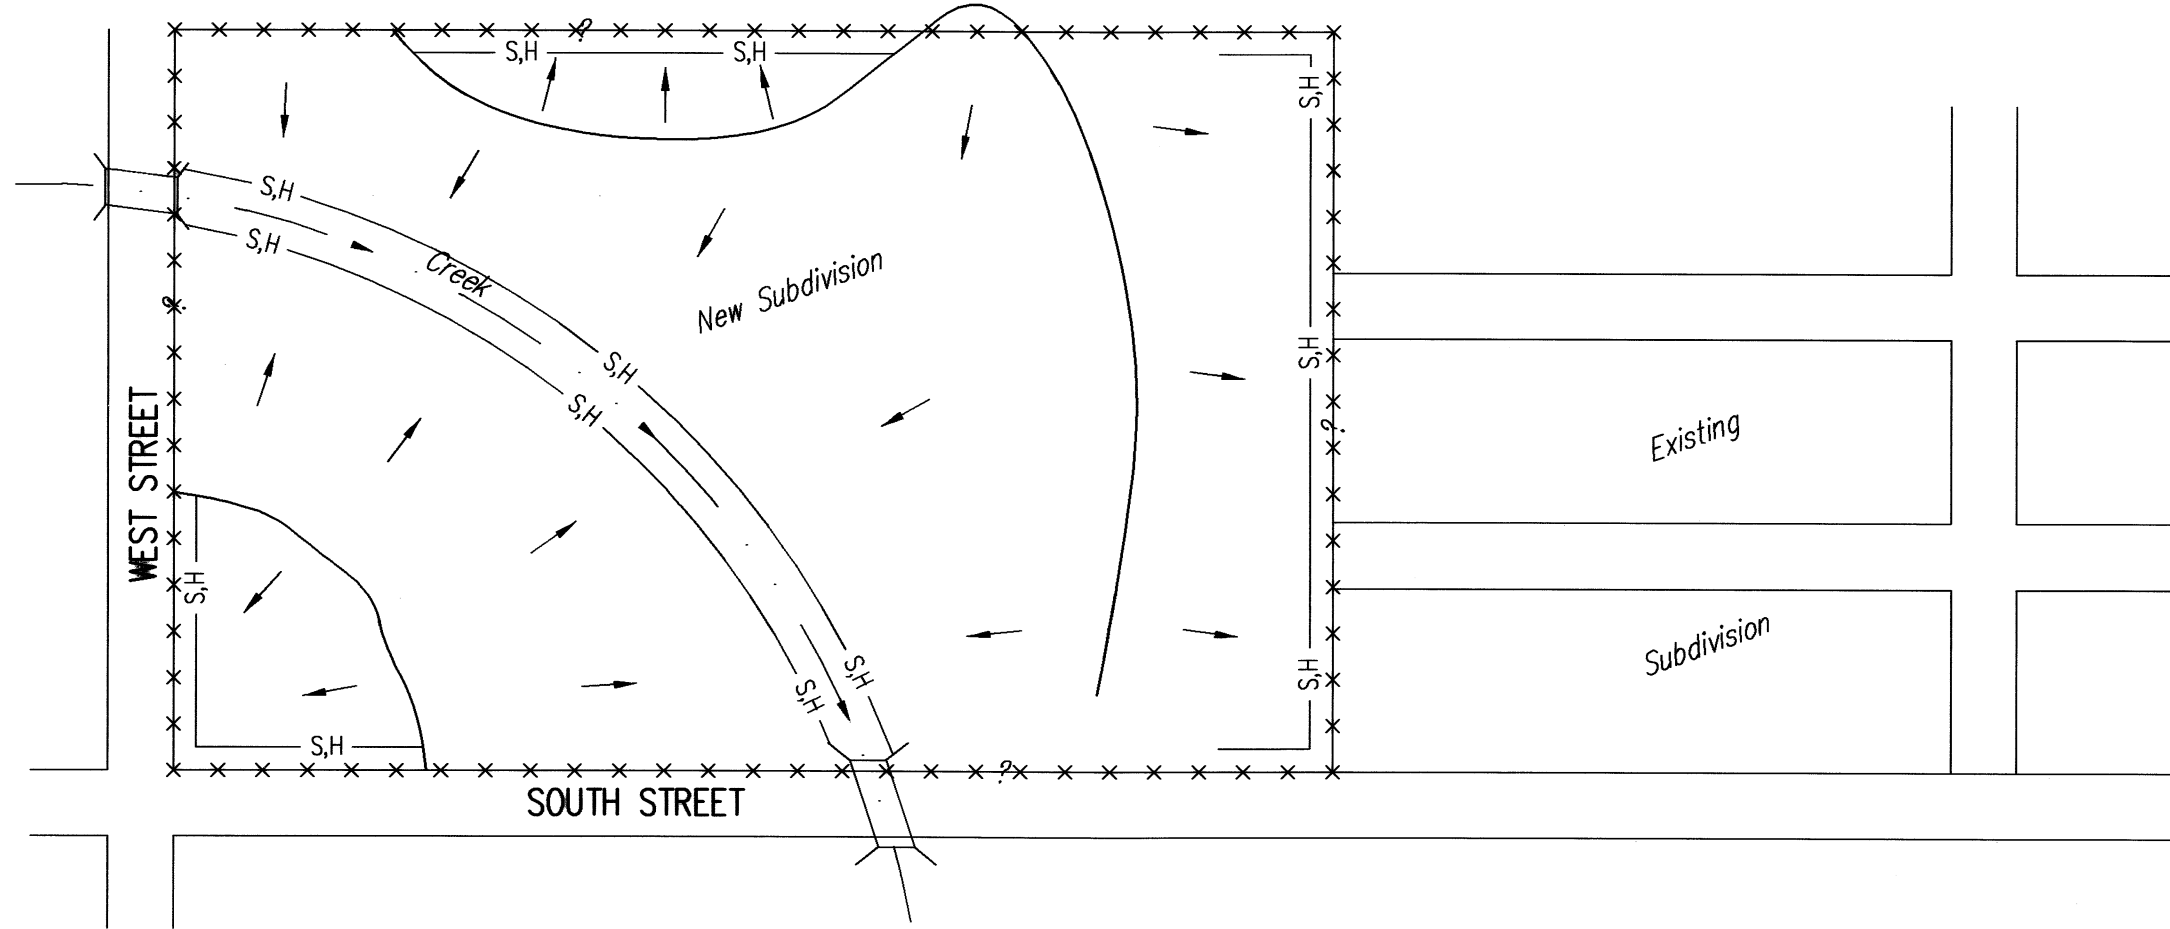 ?
S,H
S,H
S,H
S,H
S,H
Creek
New Subdivision
?
S,H
S,H
S,H
WEST STREET
Existing
?
S,H
Subdivision
S,H
S,H
S,H
S,H
?
SOUTH STREET